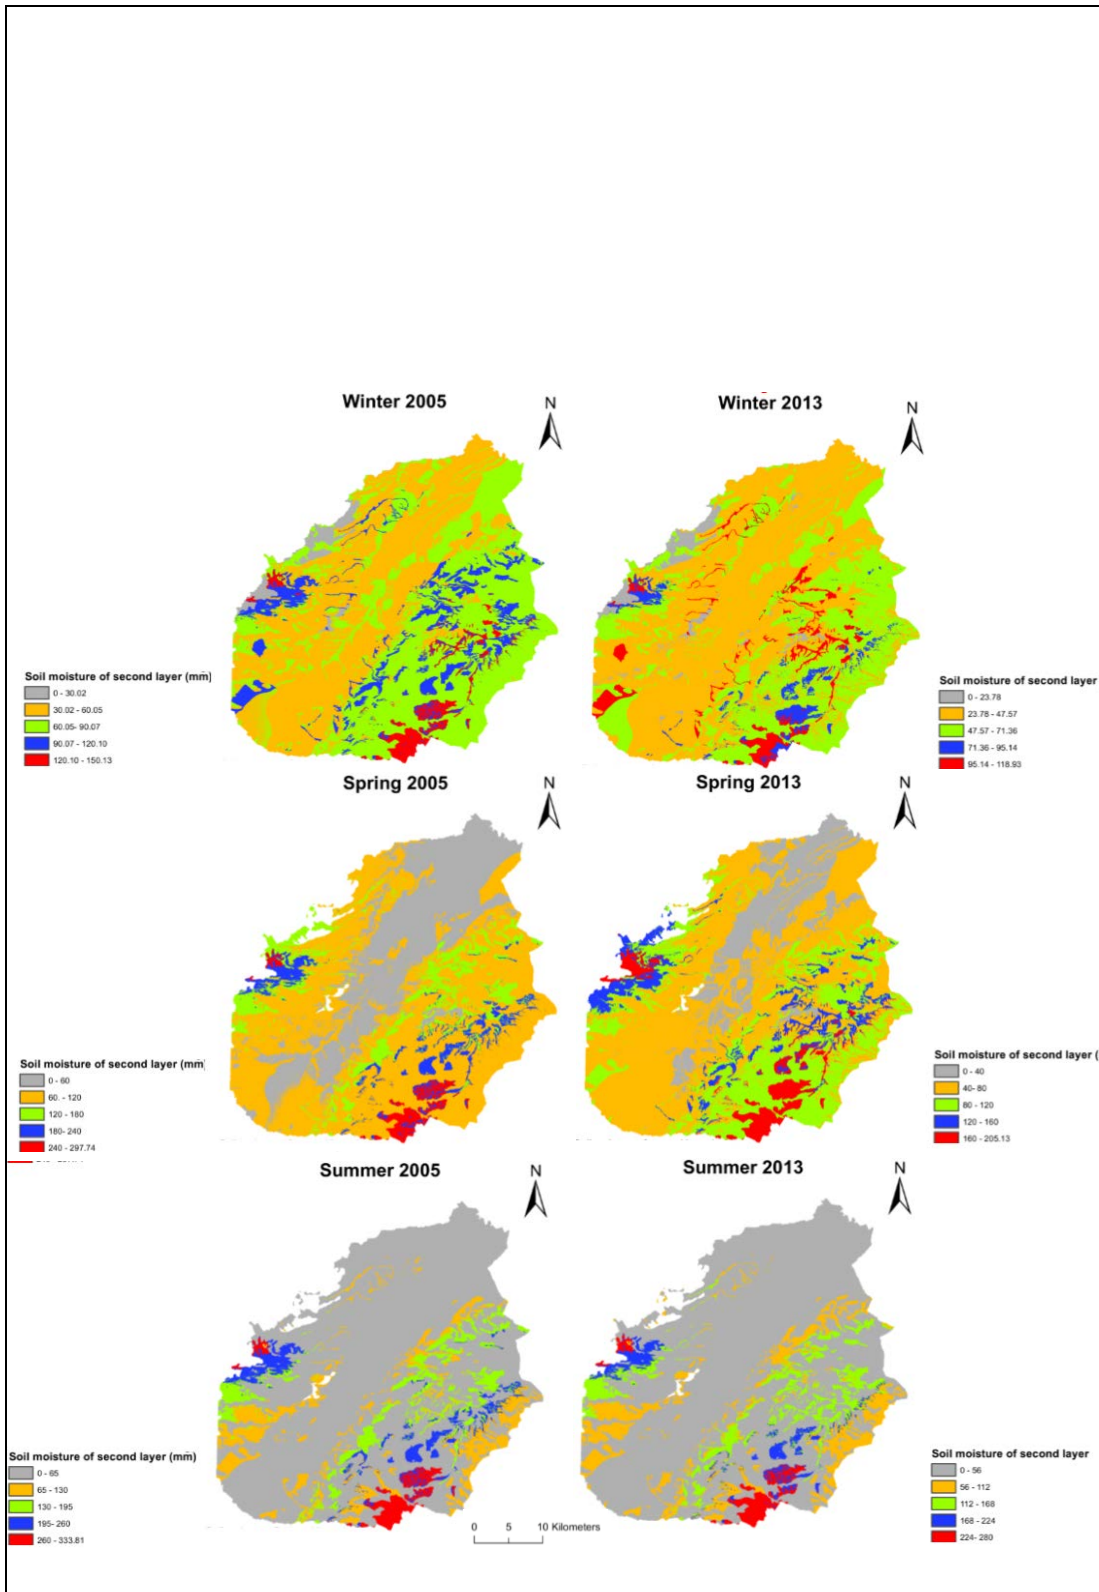 Winter 2005
N
Winter 2013
N
Soil moisture of second layer (mm)
0 - 30.02
30.02 - 60.05
60.05- 90.07
90.07 - 120.10
120.10 - 150.13
Soil moisture of second layer
0 - 23.78
23.78 - 47.57
47.57 - 71.36
71.36 - 95.14
95.14 - 118.93
Spring 2005
N
Spring 2013
N
Soil moisture of second layer (mm)
0 - 60
60. - 120
120 - 180
180- 240
240 - 297.74
Soil moisture of second layer (
0 - 40
40- 80
80 - 120
120 - 160
160 - 205.13
Summer 2005
N
Summer 2013
N
Soil moisture of second layer (mm)
0 - 65
65 - 130
130 - 195
195- 260
260 - 333.81
Soil moisture of second layer
0 - 56
56 - 112
112 - 168
168 - 224
224- 280
0 5 10 Kilometers